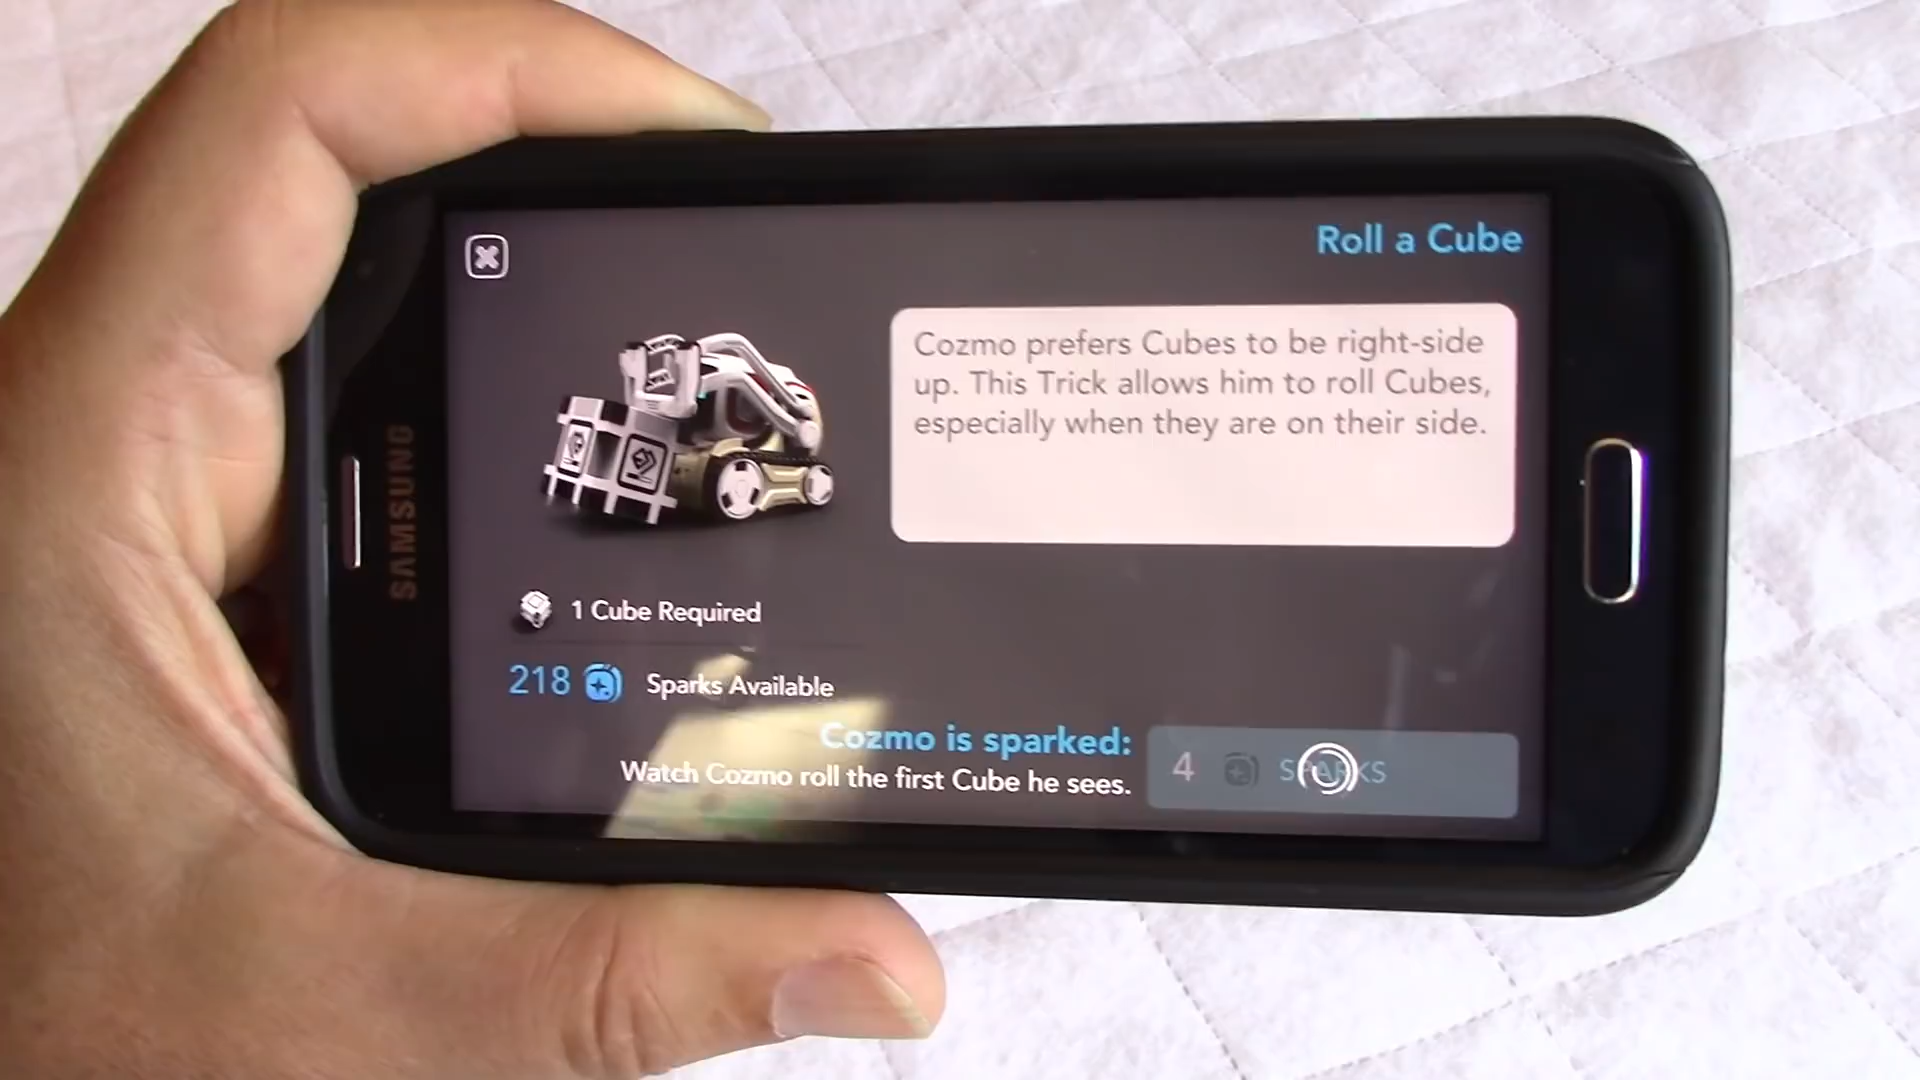 SAMSUNG
Roll a Cube
Cozmo prefers Cubes to be right-side
up. This Trick allows him to roll Cubes,
especially when they are on their side.
1 Cube Required
218 Sparks Available
Cozmo is sparked:
Watch Cozmo roll the first Cube he sees.
4 SPARKS